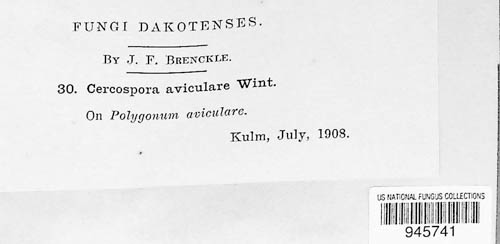 FUNGI DAKOTENSES.
By J. F. Brenckle.
30. Cercospora aviculare Wint.
On Polygonum aviculare.
Kulm, July, 1908.
US NATIONAL FUNGUS COLLECTIONS
945741